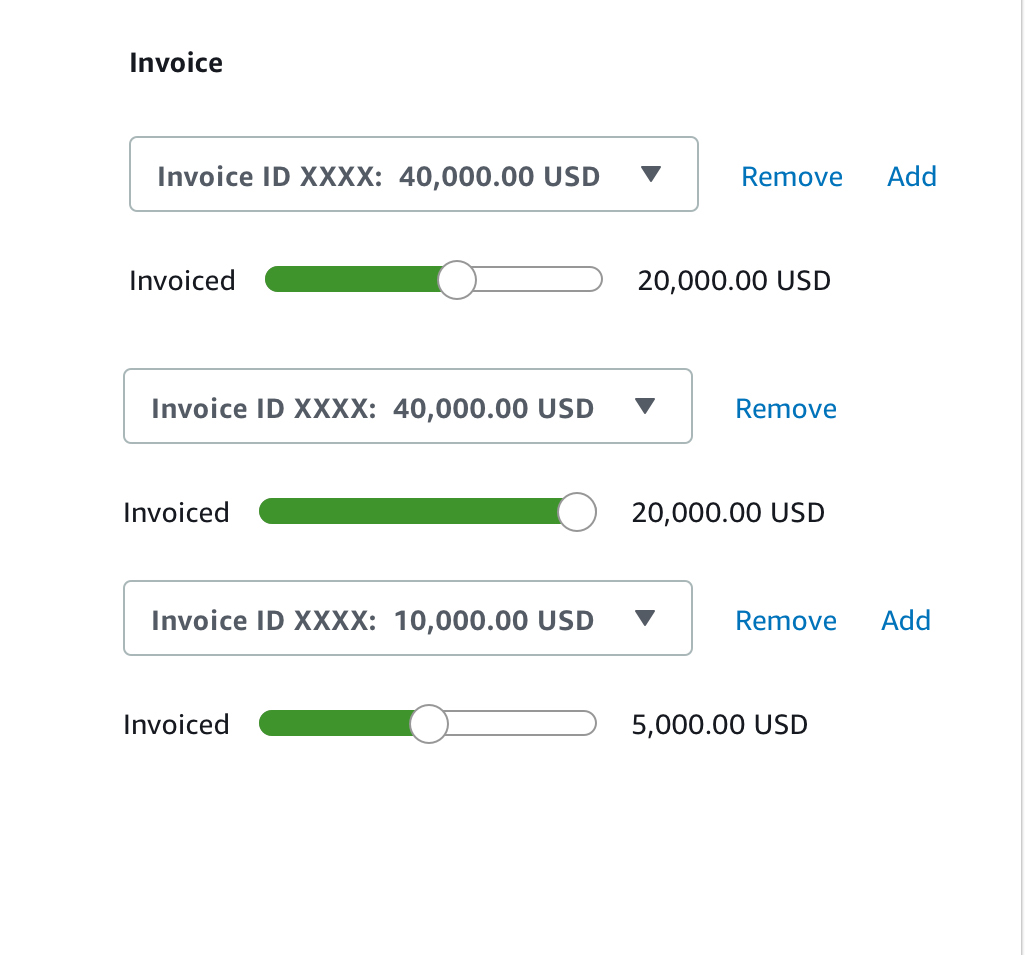 Invoice
Invoice ID XXXX: 40,000.00 USD Remove Add
Invoiced 20,000.00 USD
Invoice ID XXXX: 40,000.00 USD Remove
Invoiced 20,000.00 USD
Invoice ID XXXX: 10,000.00 USD Remove Add
Invoiced 5,000.00 USD